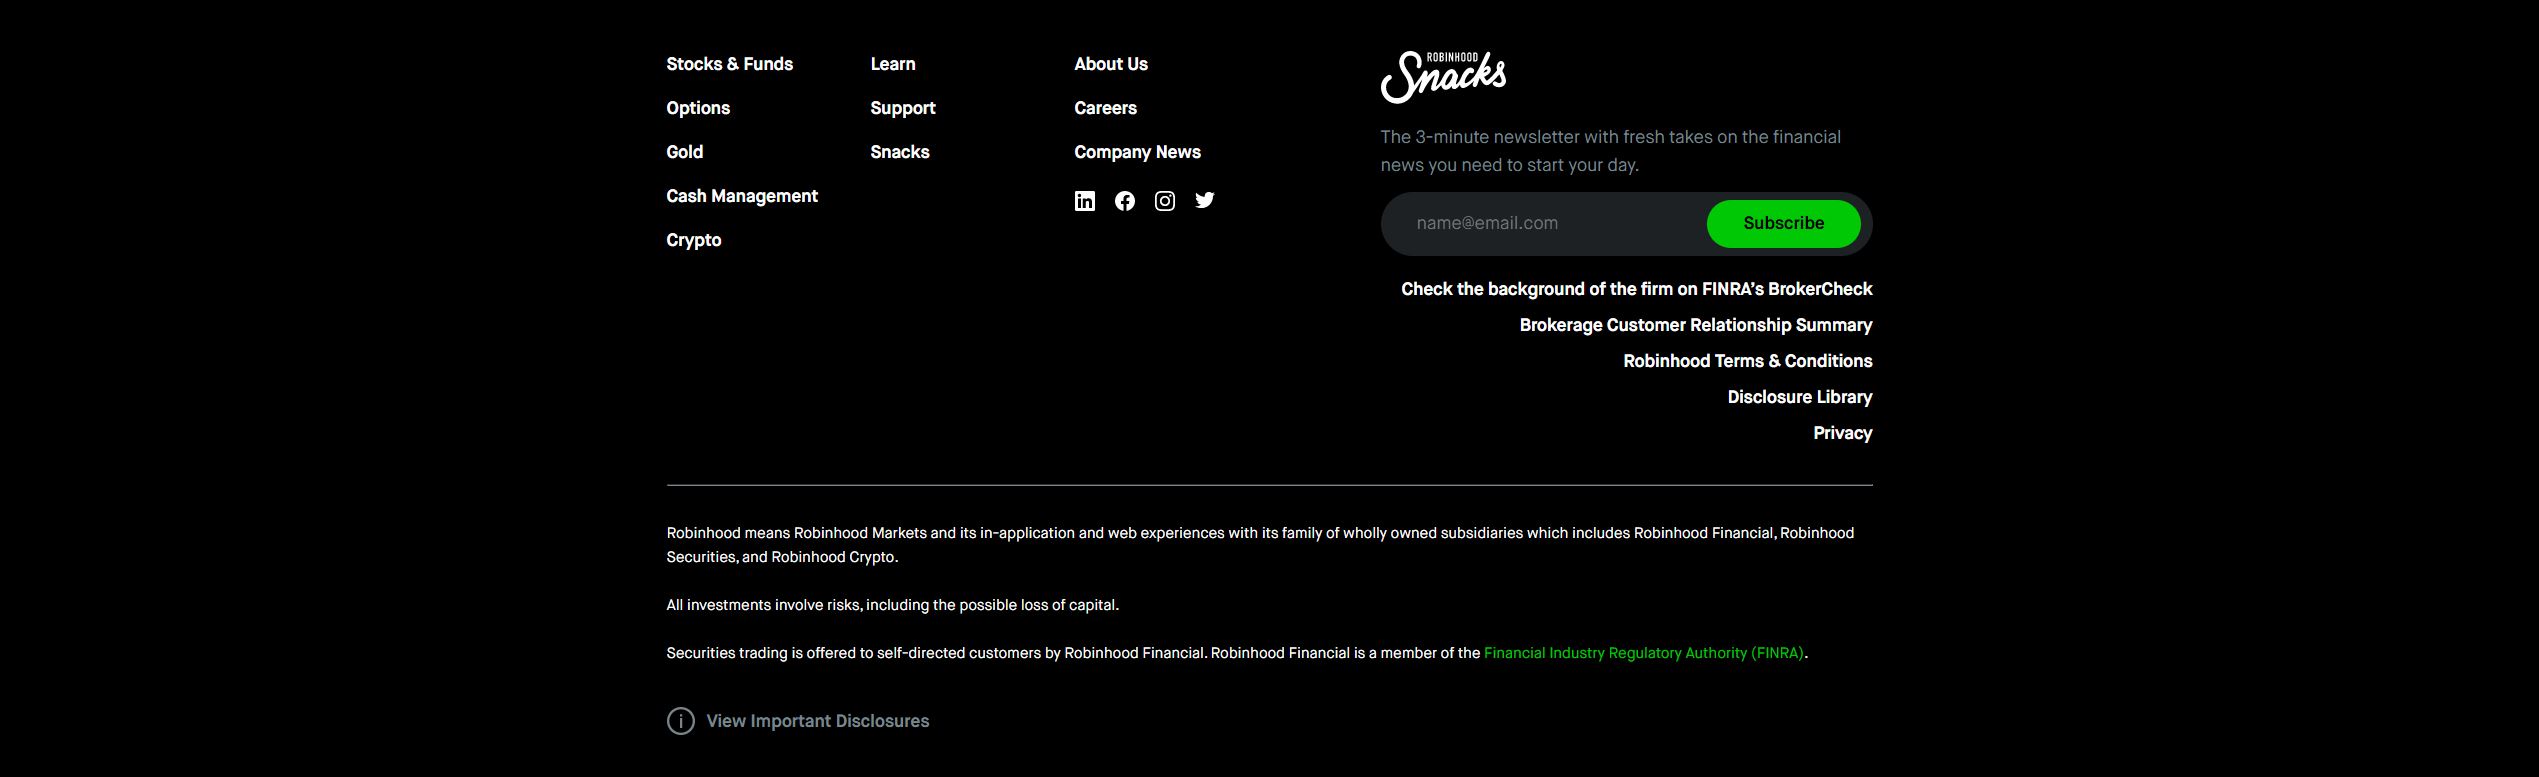 Stocks & Funds
Options
Gold
Cash Management
Crypto
Learn
Support
Snacks
About Us
Careers
Company News
ROBINHOOD
Snacks
The 3-minute newsletter with fresh takes on the financial
news you need to start your day.
name@email.com
Subscribe
Check the background of the firm on FINRA’s BrokerCheck
Brokerage Customer Relationship Summary
Robinhood Terms & Conditions
Disclosure Library
Privacy
Robinhood means Robinhood Markets and its in-application and web experiences with its family of wholly owned subsidiaries which includes Robinhood Financial, Robinhood
Securities, and Robinhood Crypto.
All investments involve risks, including the possible loss of capital.
Securities trading is offered to self-directed customers by Robinhood Financial. Robinhood Financial is a member of the Financial Industry Regulatory Authority (FINRA).
View Important Disclosures